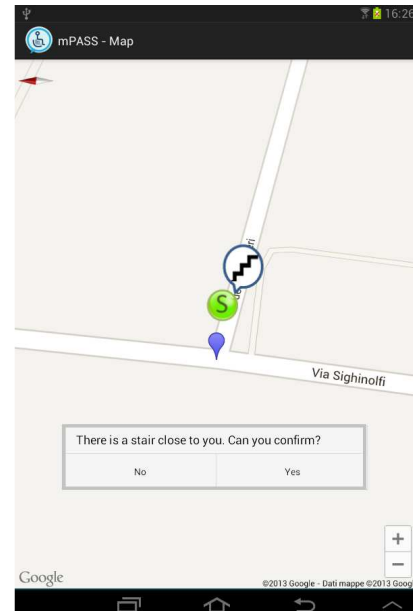 16:26
mPASS - Map
S
Via Sighinolfi
There is a stair close to you. Can you confirm?
No
Yes
+
−
Google
©2013 Google - Dati mappe ©2013 Goog